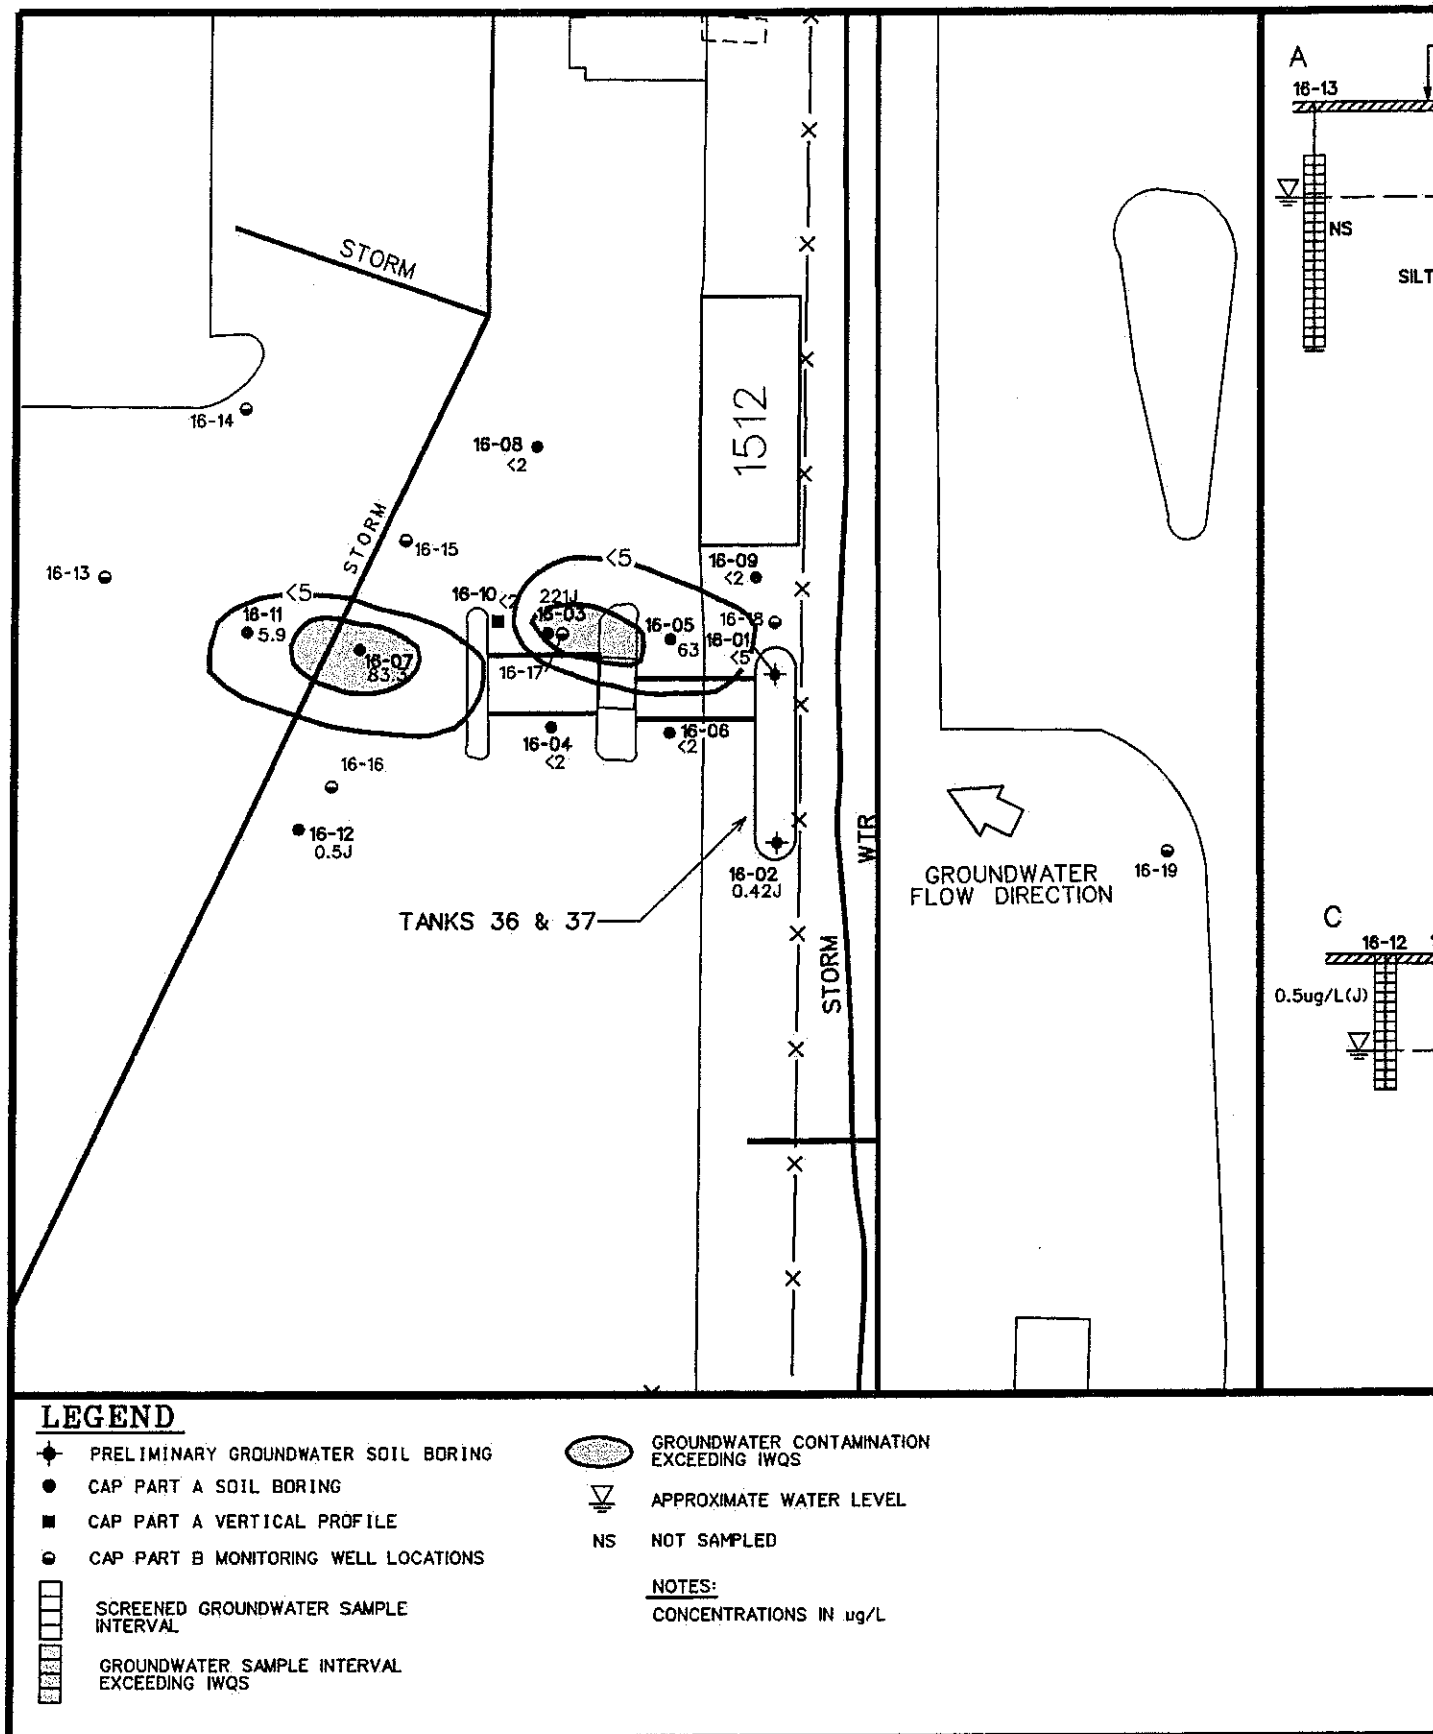 A
16-13
NS
SILT
STORM
16-14
16-08
<2
1512
STORM
16-15
16-13
<5
16-11
5.9
16-07
83.3
16-10
<2
221J
16-03
<5
16-09
<2
16-18
16-05
63
16-01
<5
16-17
16-04
<2
16-06
<2
16-16
16-12
0.5J
16-02
0.42J
TANKS 36 & 37
WTR
STORM
GROUNDWATER
FLOW DIRECTION
16-19
C
16-12
0.5ug/L(J)
LEGEND
PRELIMINARY GROUNDWATER SOIL BORING
CAP PART A SOIL BORING
CAP PART A VERTICAL PROFILE
CAP PART B MONITORING WELL LOCATIONS
SCREENED GROUNDWATER SAMPLE
INTERVAL
GROUNDWATER SAMPLE INTERVAL
EXCEEDING IWQS
GROUNDWATER CONTAMINATION
EXCEEDING IWQS
APPROXIMATE WATER LEVEL
NS NOT SAMPLED
NOTES:
CONCENTRATIONS IN ug/L